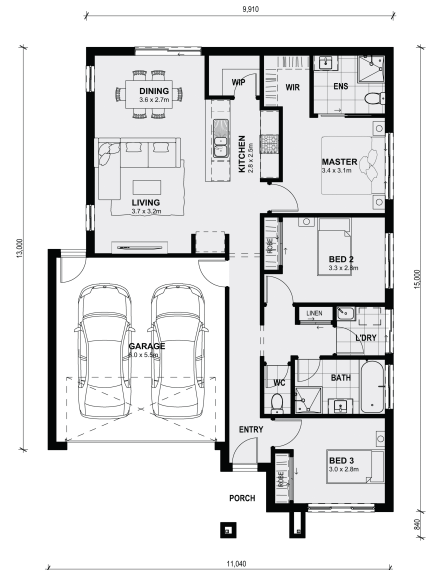 9,910
WIP
WIR
ENS
DINING
3.6 x 2.7m
KITCHEN
2.8 x 2.5m
MASTER
3.4 x 3.1m
LIVING
3.7 x 3.2m
13,000
15,000
ROBE
BED 2
3.3 x 2.8m
LINEN
L'DRY
GARAGE
6.0 x 5.5m
WC
BATH
ENTRY
BED 3
3.0 x 2.8m
ROBE
PORCH
840
11,040